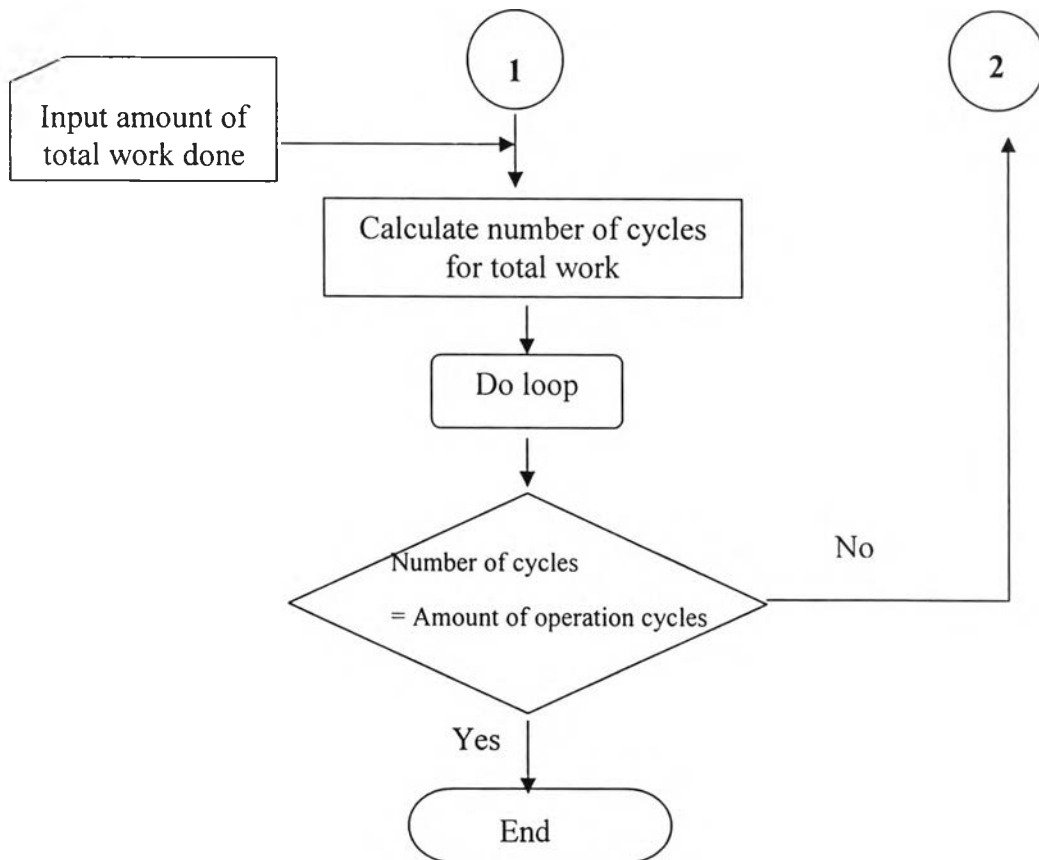 1
2
Input amount of
total work done
Calculate number of cycles
for total work
Do loop
No
Number of cycles
= Amount of operation cycles
Yes
End